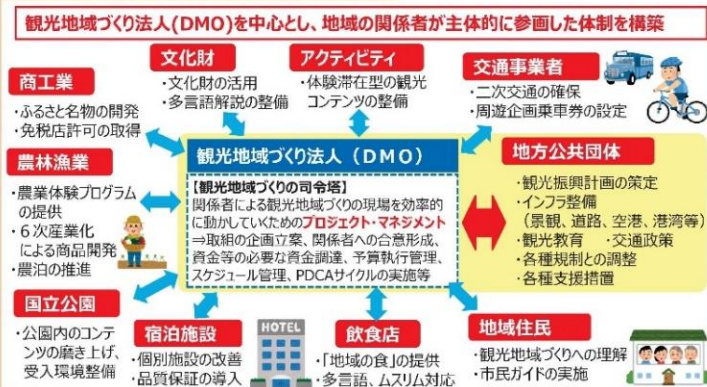 観光地域づくり法人(DMO)を中心とし、地域の関係者が主体的に参画した体制を構築
商工業
・ふるさと名物の開発
・免税店許可の取得
文化財
・文化財の活用
・多言語解説の整備
アクティビティ
・体験滞在型の観光
コンテンツの整備
交通事業者
・二次交通の確保
・周遊企画乗車券の設定
農林漁業
・農業体験プログラム
の提供
・６次産業化
による商品開発
・農泊の推進
観光地域づくり法人（DMO）
【観光地域づくりの司令塔】
関係者による観光地域づくりの現場を効率的
に動かしていくためのプロジェクト・マネジメント
⇒取組の企画立案、関係者への合意形成、
資金等の必要な資金調達、予算執行管理、
スケジュール管理、PDCAサイクルの実施等
地方公共団体
・観光振興計画の策定
・インフラ整備
（景観、道路、空港、港湾等）
・観光教育 ・交通政策
・各種規制との調整
・各種支援措置
国立公園
・公園内のコンテ
ンツの磨き上げ、
受入環境整備
宿泊施設
・個別施設の改善
・品質保証の導入
HOTEL
飲食店
・「地域の食」の提供
・多言語、ムスリム対応
地域住民
・観光地域づくりへの理解
・市民ガイドの実施